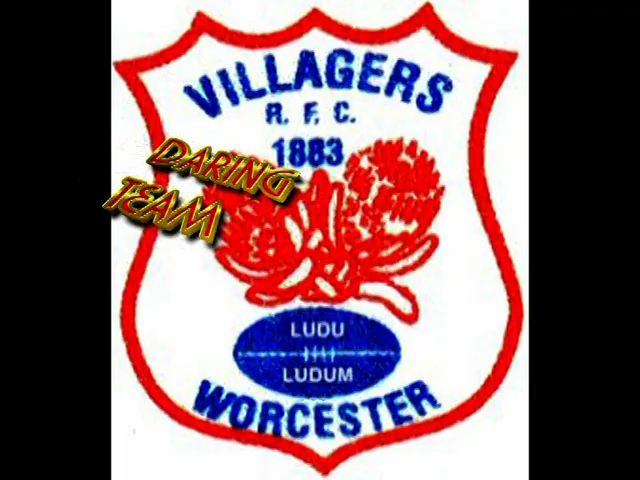 VILLAGERS
R. F. C.
1883
DARING
TEAM
LUDU
LUDUM
WORCESTER